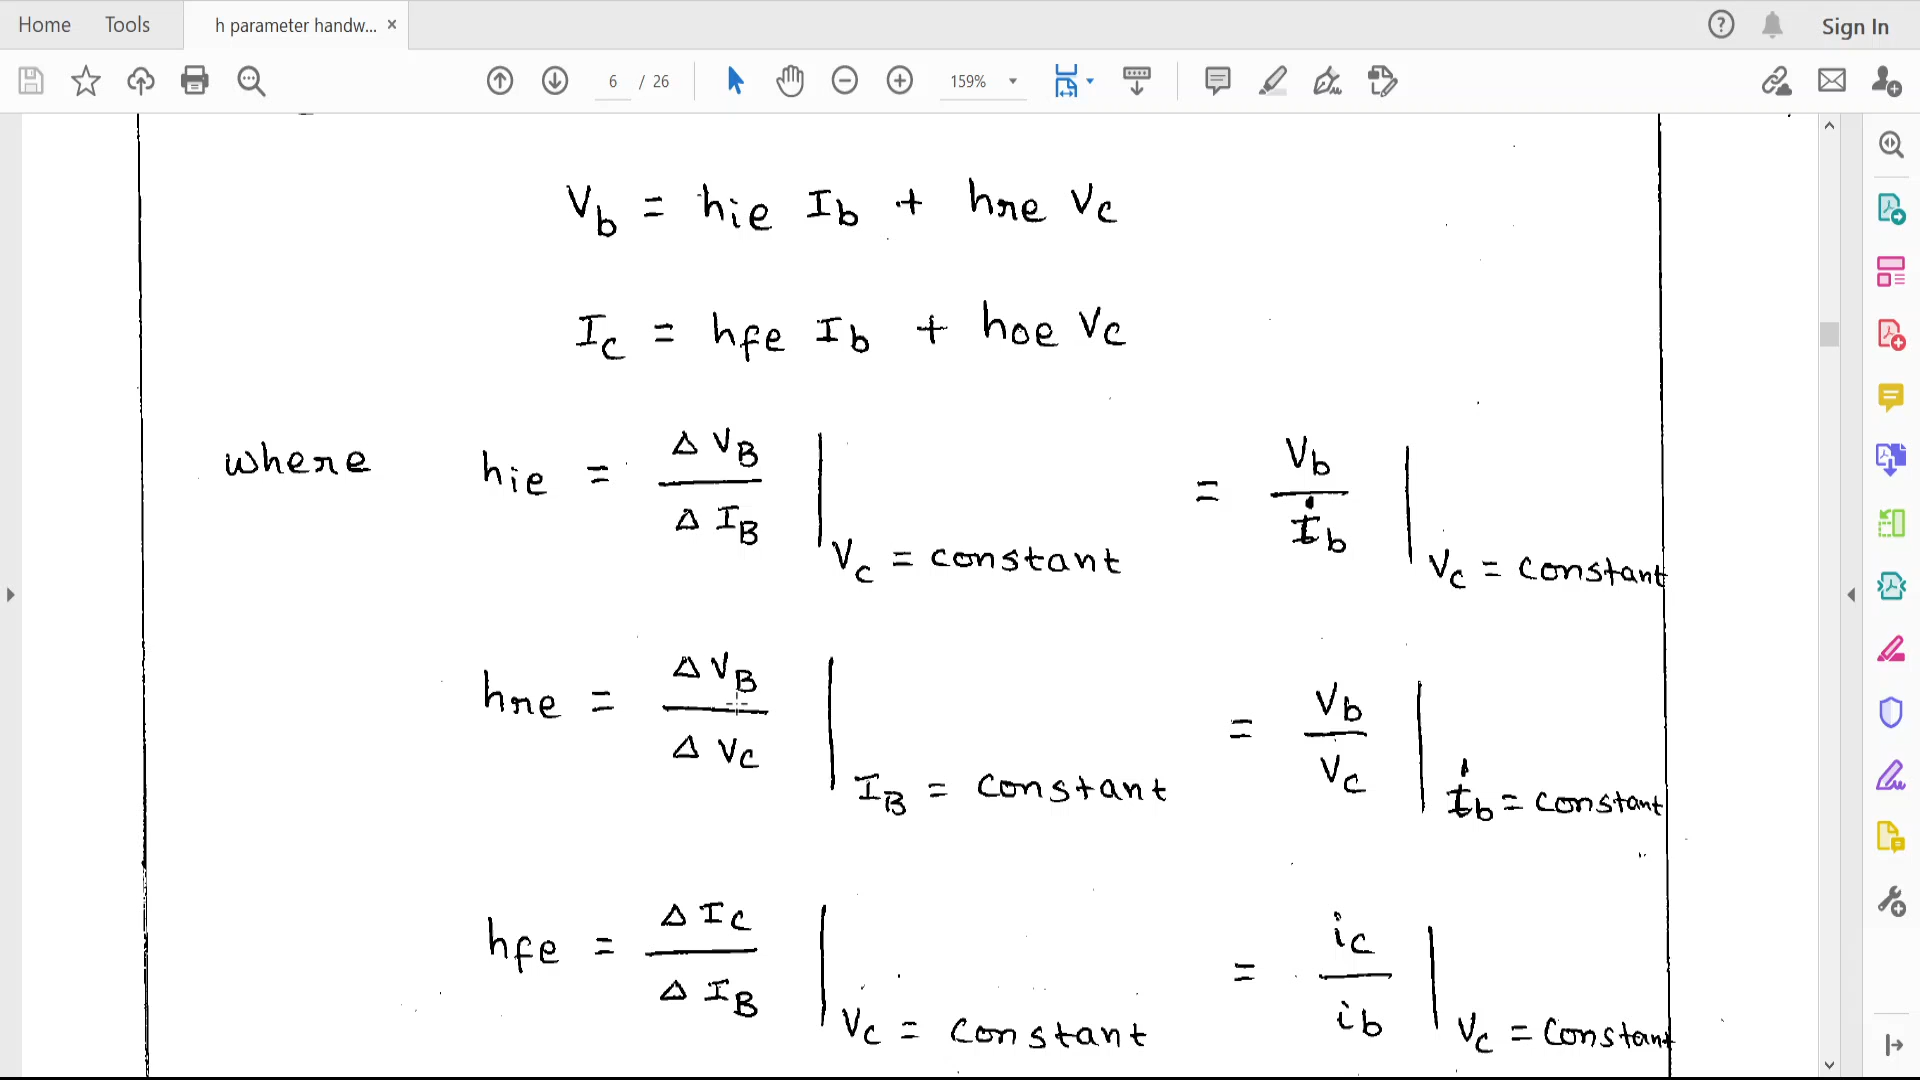 Home Tools h parameter handw... × Sign In
6 / 26 159%
Vb = hie Ib + hre Vc
Ic = hfe Ib + hoe Vc
where hie = ΔVB / ΔIB | Vc = constant = Vb / ib | Vc = constant
hre = ΔVB / ΔVc | IB = constant = Vb / Vc | ib = constant
hfe = ΔIC / ΔIB | Vc = constant = ic / ib | Vc = constant